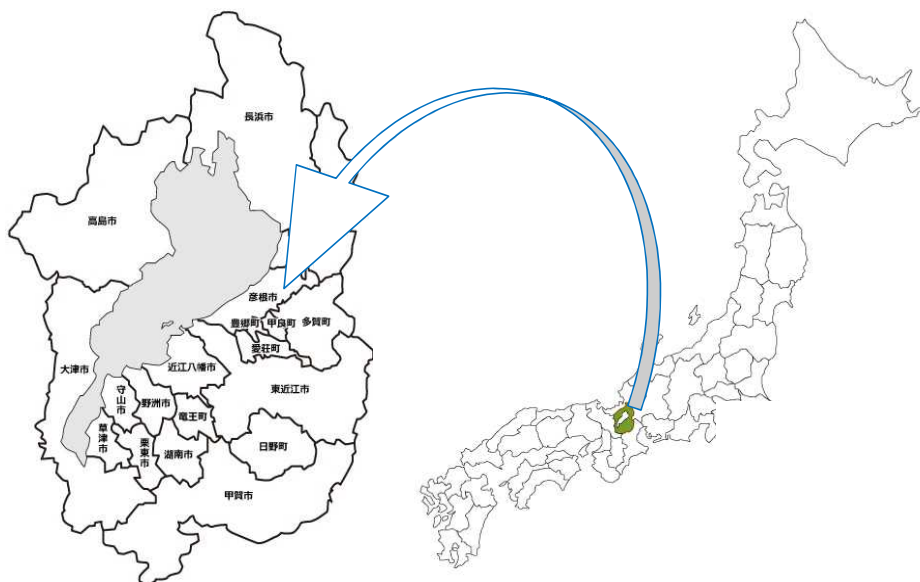 長浜市
高島市
彦根市
豊郷町
甲良町
多賀町
愛荘町
近江八幡市
大津市
東近江市
守山市
野洲市
竜王町
草津市
栗東市
湖南市
日野町
甲賀市